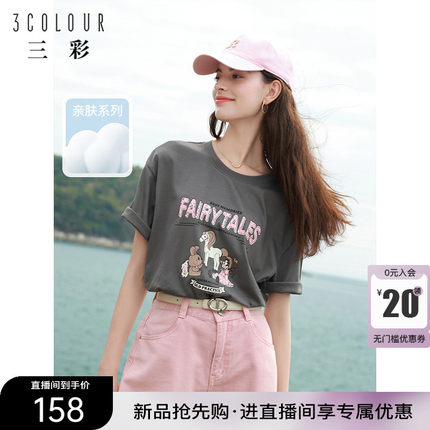 3COLOUR
三彩
亲肤系列
FAIRYTALES
0元入会
¥20
无门槛优惠券
直播间到手价
158
新品抢先购·进直播间享专属优惠